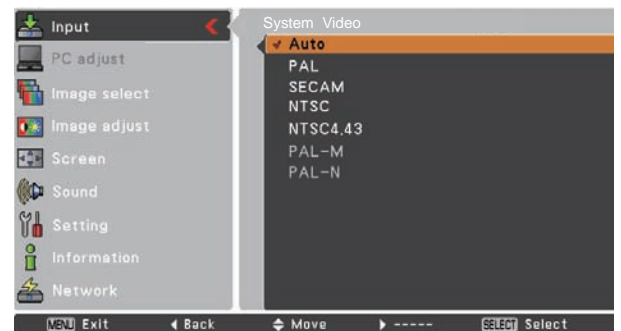 Input
PC adjust
Image select
Image adjust
Screen
Sound
Setting
Information
Network
System Video
Auto
PAL
SECAM
NTSC
NTSC4.43
PAL-M
PAL-N
MENU Exit
Back
Move
-----
SELECT Select